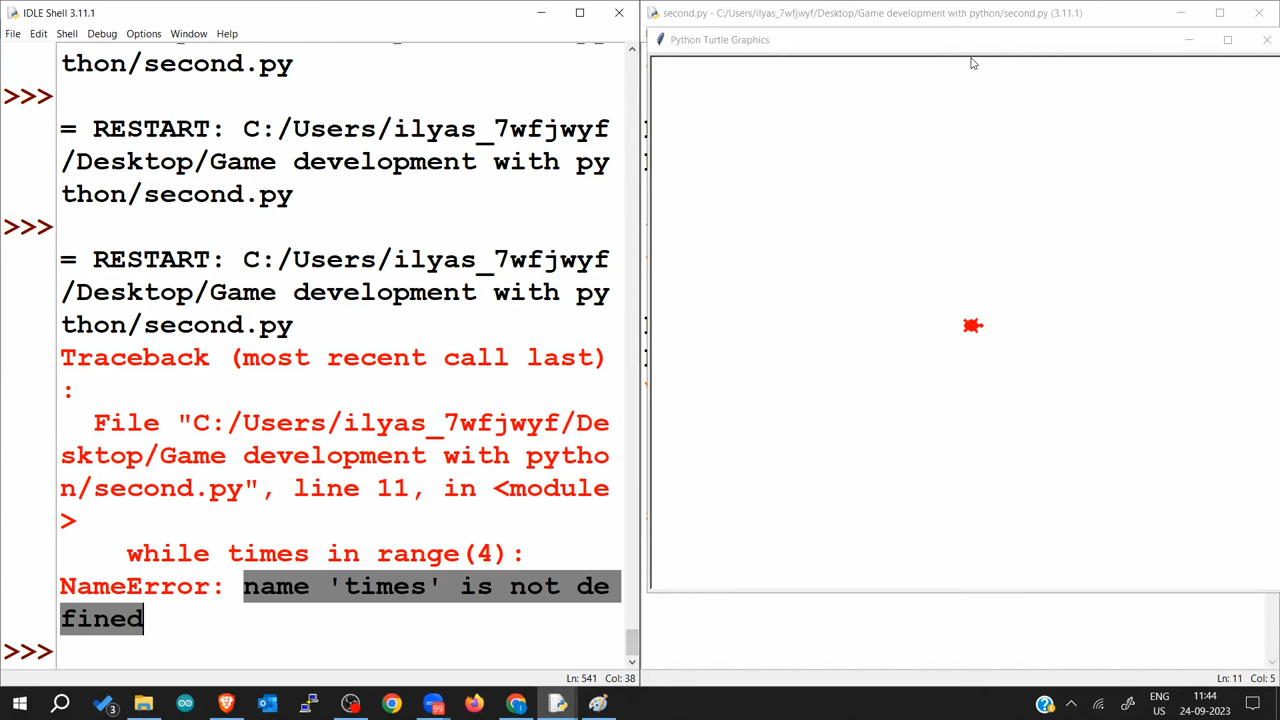 IDLE Shell 3.11.1
File Edit Shell Debug Options Window Help
thon/second.py
>>>
= RESTART: C:/Users/ilyas_7wfjwyf
/Desktop/Game development with py
thon/second.py
>>>
= RESTART: C:/Users/ilyas_7wfjwyf
/Desktop/Game development with py
thon/second.py
Traceback (most recent call last)
:
File "C:/Users/ilyas_7wfjwyf/De
sktop/Game development with pytho
n/second.py", line 11, in <module
>
while times in range(4):
NameError: name 'times' is not de
fined
>>>
Ln: 541 Col: 38
second.py - C:/Users/ilyas_7wfjwyf/Desktop/Game development with python/second.py (3.11.1)
Python Turtle Graphics
Ln: 11 Col: 5
3
99
ENG
US
11:44
24-09-2023